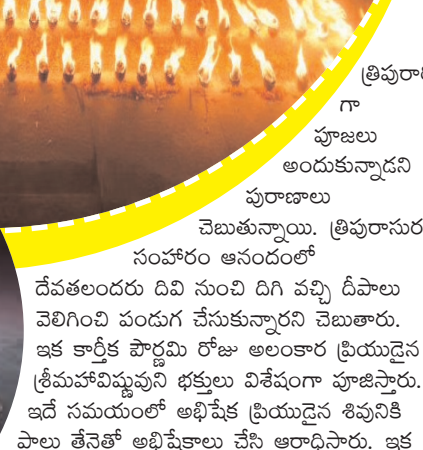 త్రిపురారి
గా
పూజలు
అందుకున్నాడని
పురాణాలు
చెబుతున్నాయి. త్రిపురాసుర
సంహారం ఆనందంలో
దేవతలందరు దివి నుంచి దిగి వచ్చి దీపాలు
వెలిగించి పండుగ చేసుకున్నారని చెబుతారు.
ఇక కార్తీక పౌర్ణమి రోజు అలంకార ప్రియుడైన
శ్రీమహావిష్ణువుని భక్తులు విశేషంగా పూజిస్తారు.
ఇదే సమయంలో అభిషేక ప్రియుడైన శివునికి
పాలు తేనెతో అభిషేకాలు చేసి ఆరాధిస్తారు. ఇక